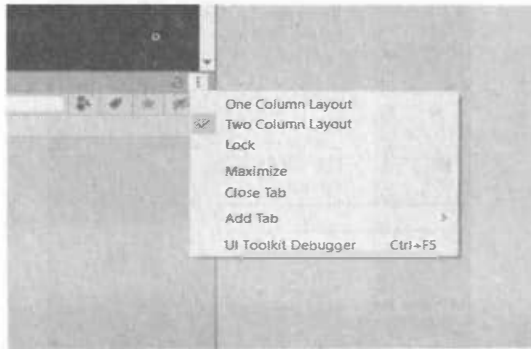 One Column Layout
Two Column Layout
Lock
Maximize
Close Tab
Add Tab
UI Toolkit Debugger Ctrl+F5